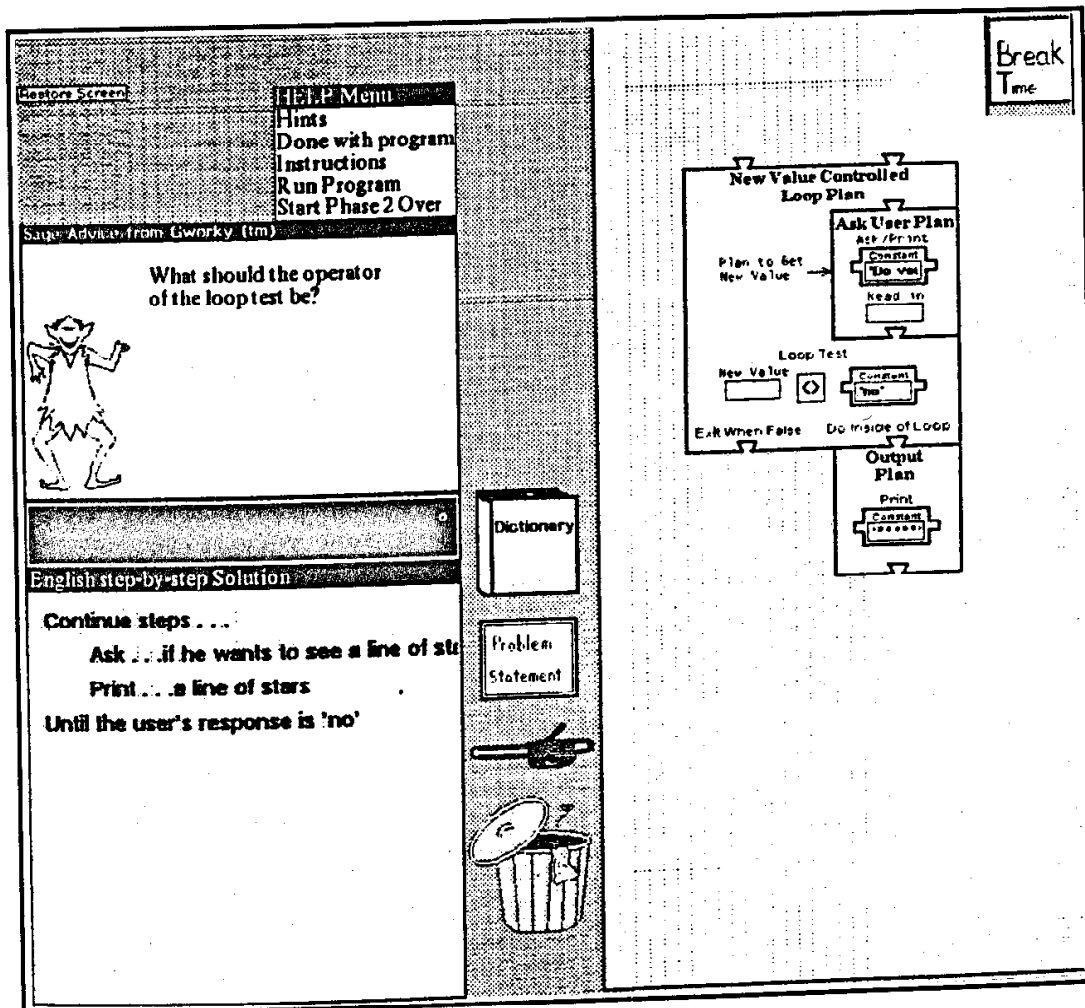 Restore Screen
HELP Menu
Hints
Done with program
Instructions
Run Program
Start Phase 2 Over
Sage Advice from Gworky (tm)
What should the operator
of the loop test be?
English step-by-step Solution
Continue steps . . .
Ask . . .if he wants to see a line of sta
Print. . . .a line of stars
Until the user's response is 'no'
Dictionary
Problem
Statement
Break
Time
New Value Controlled
Loop Plan
Ask User Plan
Ask/Print
Constant
"Do you
Read in
Plan to Get
New Value
Loop Test
New Value
<>
Constant
"no"
Exit When False
Do Inside of Loop
Output
Plan
Print
Constant